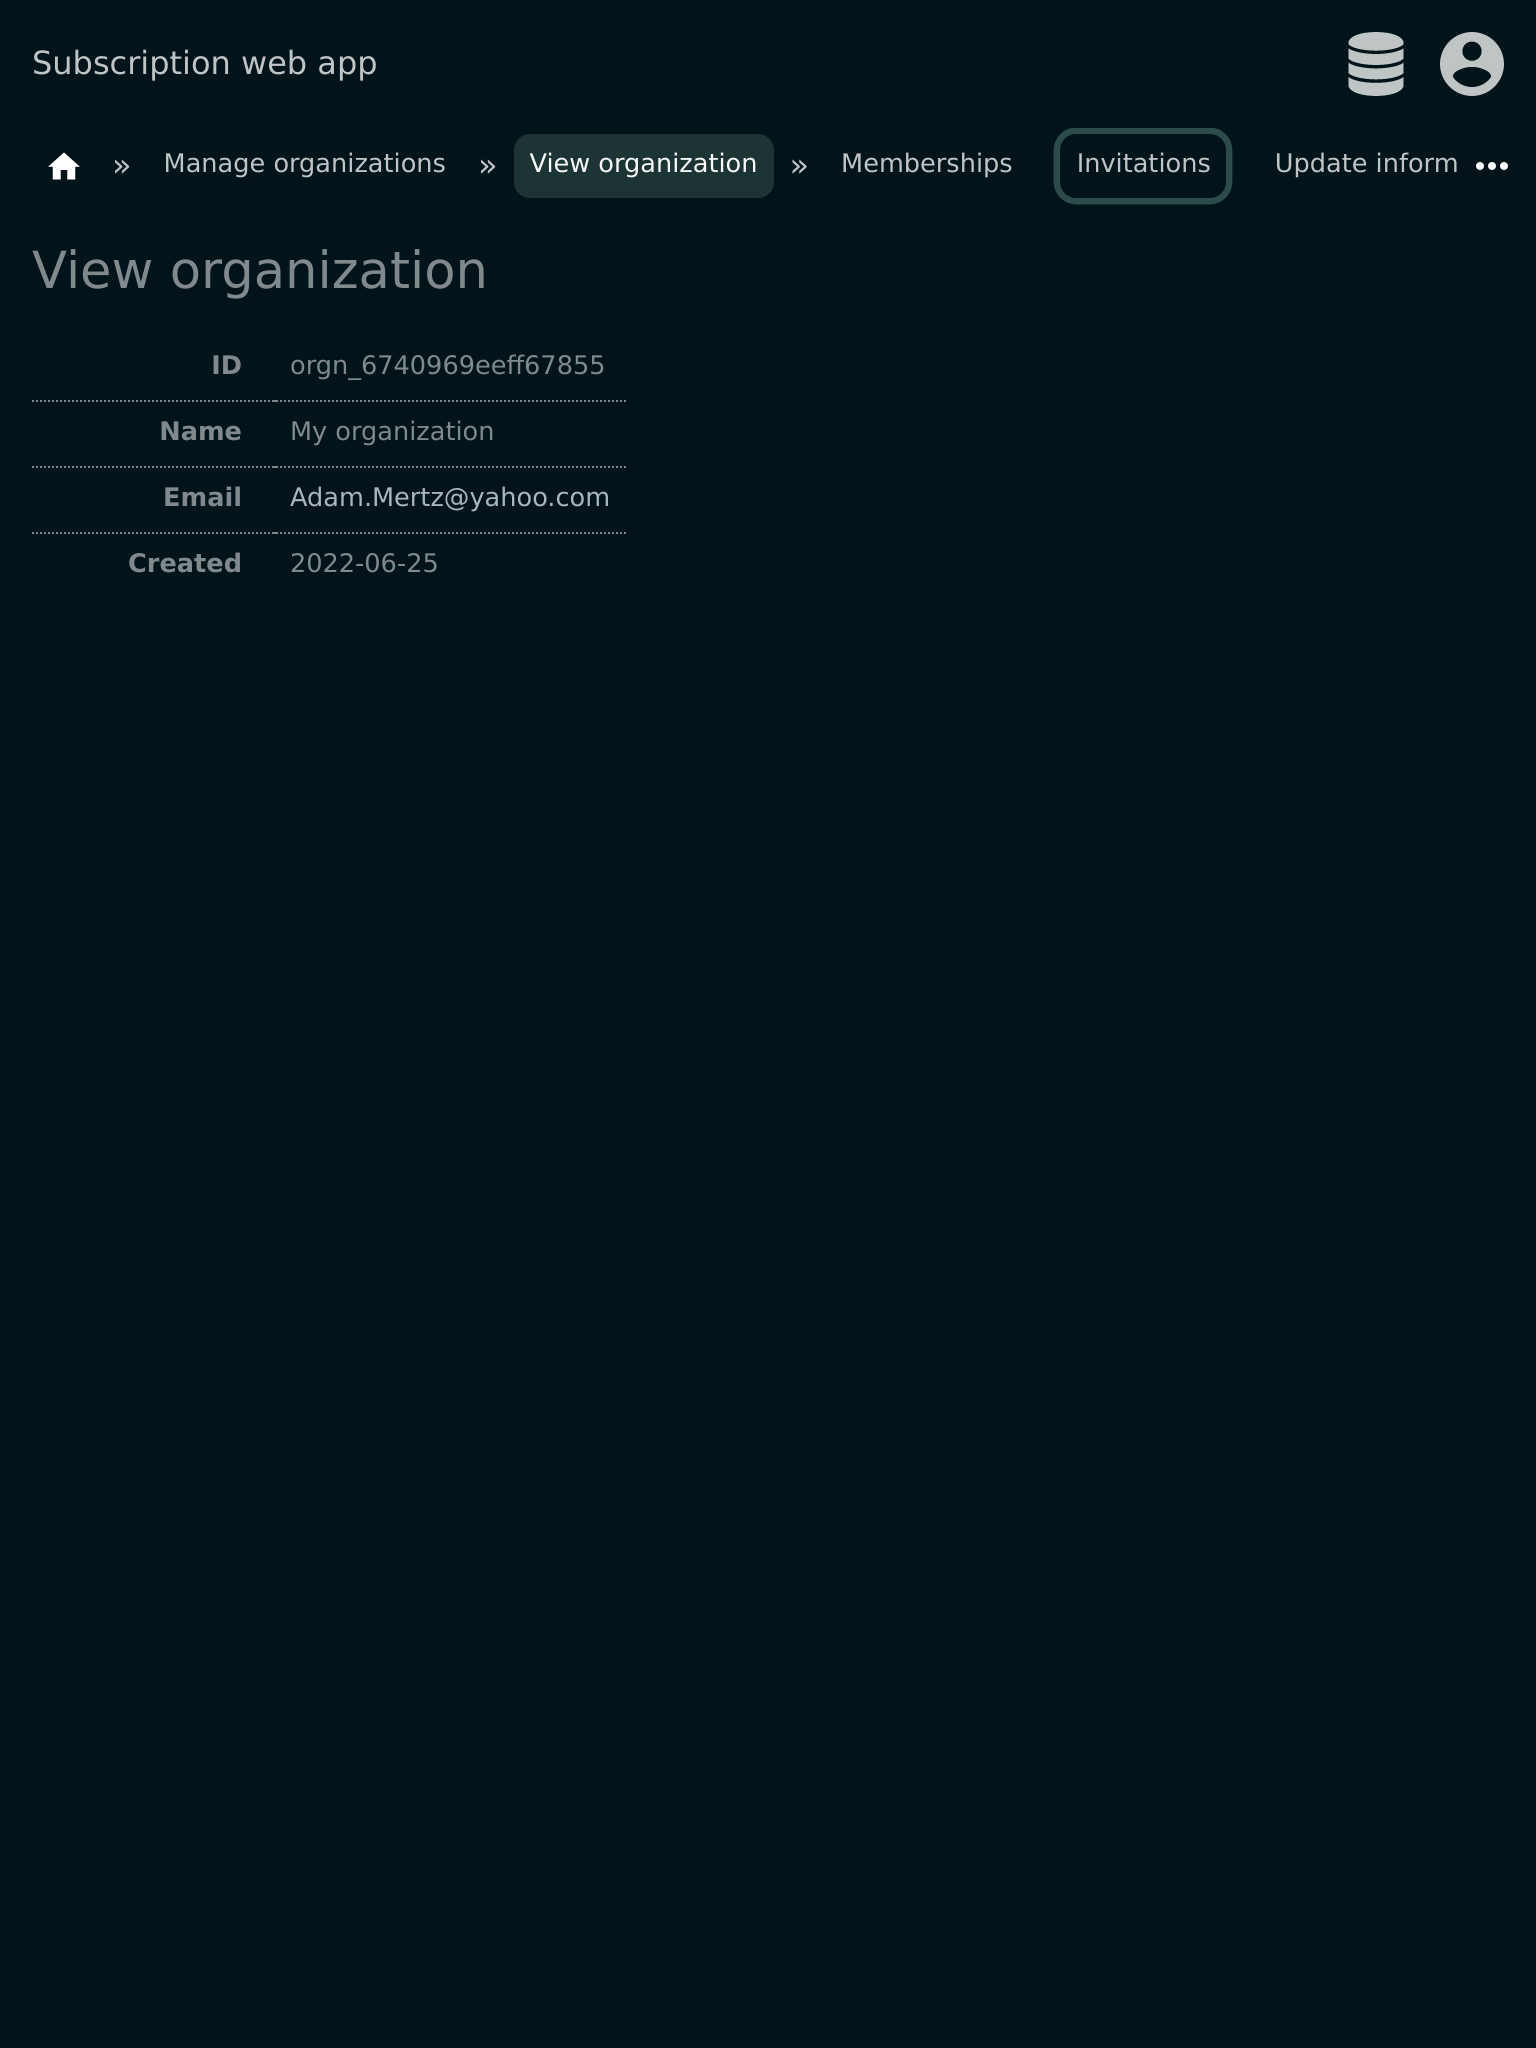 Subscription web app
» Manage organizations » View organization » Memberships Invitations Update inform
View organization
ID orgn_6740969eeff67855
Name My organization
Email Adam.Mertz@yahoo.com
Created 2022-06-25